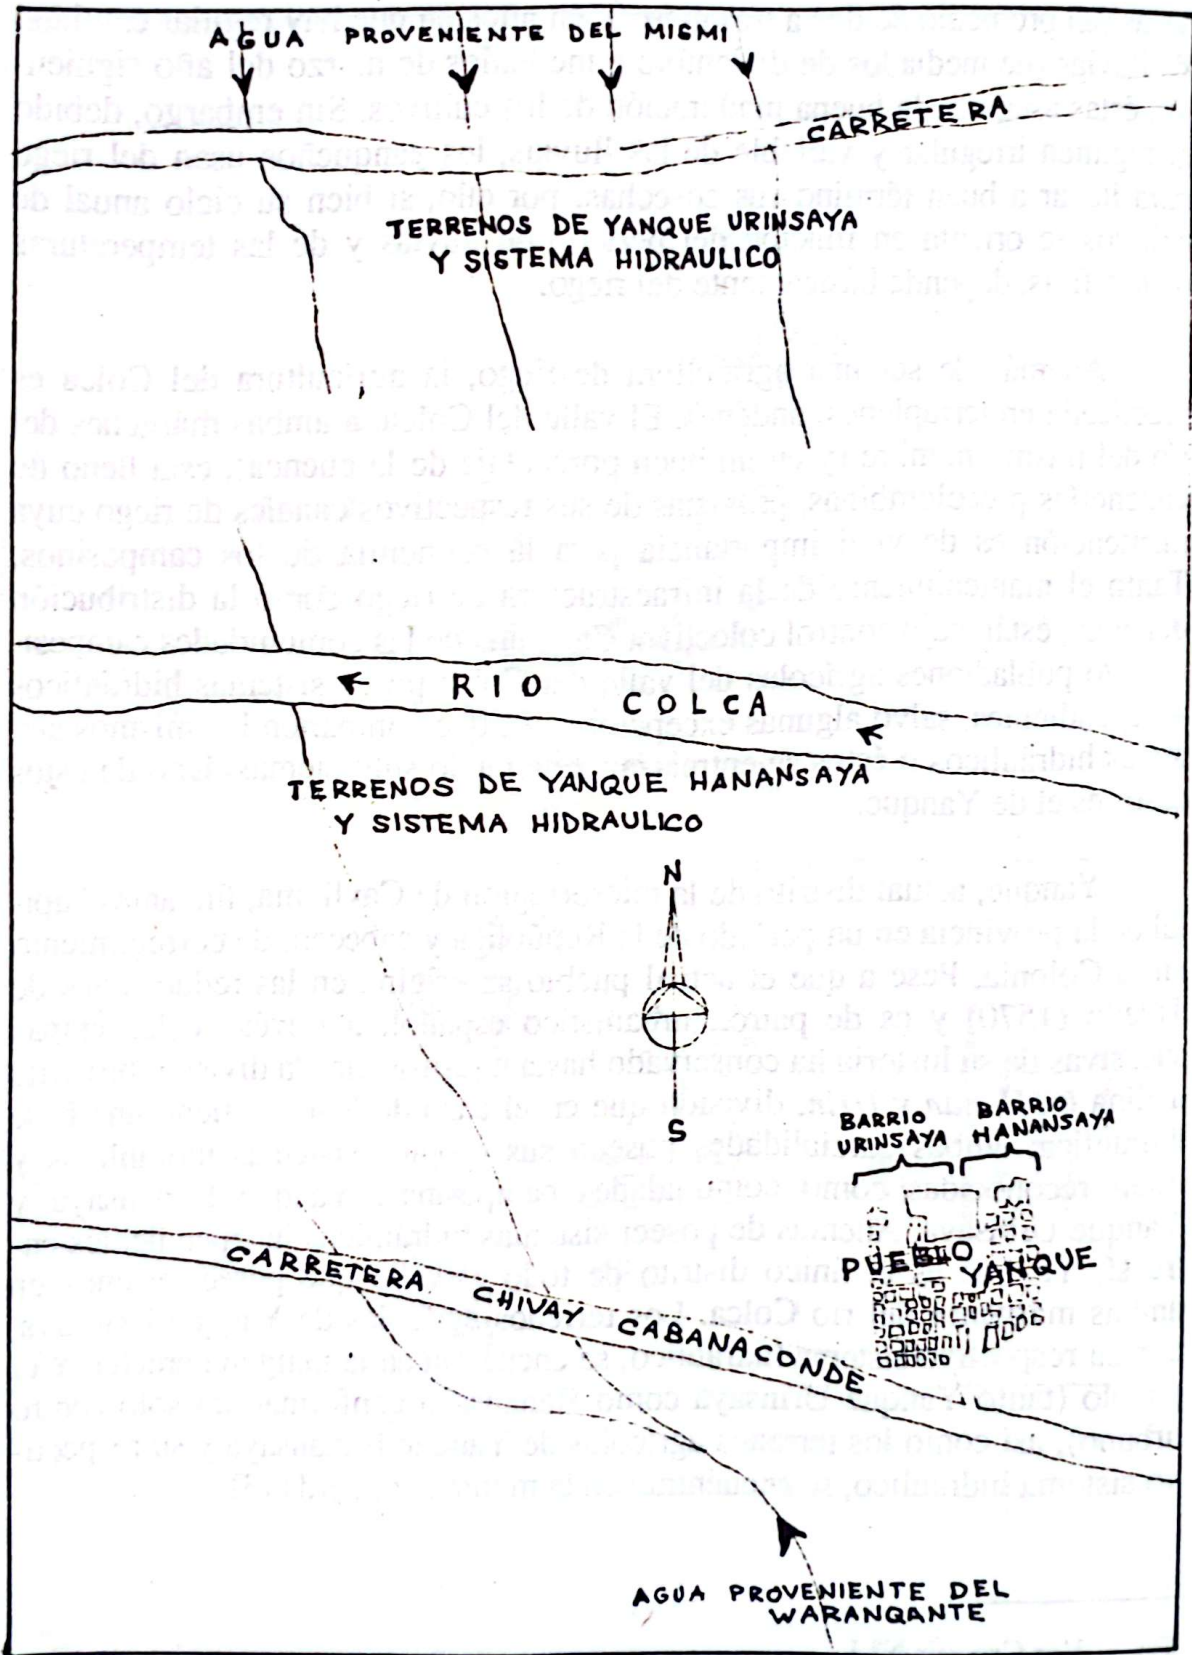 AGUA PROVENIENTE DEL MISMI
CARRETERA
TERRENOS DE YANQUE URINSAYA
Y SISTEMA HIDRAULICO
RIO COLCA
TERRENOS DE YANQUE HANANSAYA
Y SISTEMA HIDRAULICO
N
S
BARRIO
URINSAYA
BARRIO
HANANSAYA
PUEBLO YANQUE
CARRETERA CHIVAY CABANACONDE
AGUA PROVENIENTE DEL
WARANQANTE